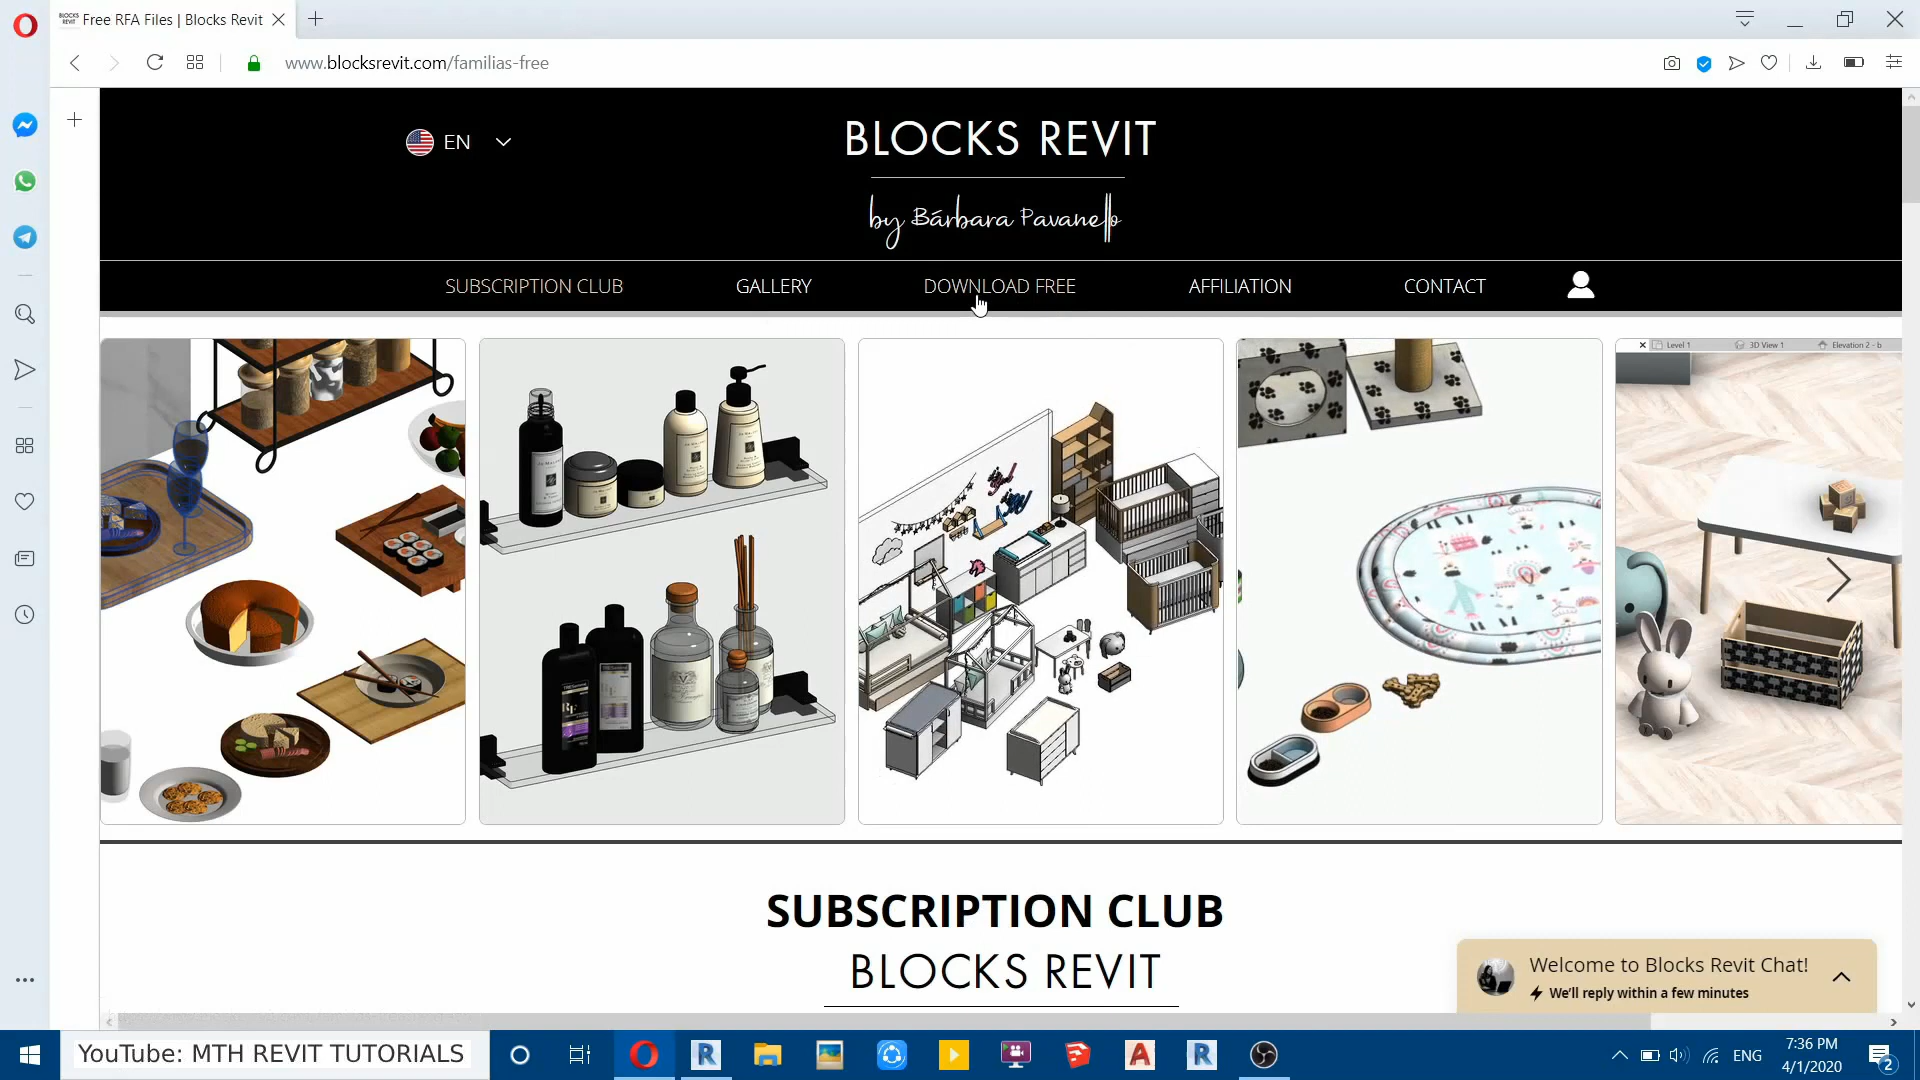 Free RFA Files | Blocks Revit
www.blocksrevit.com/familias-free
EN
BLOCKS REVIT
by Bárbara Pavanello
SUBSCRIPTION CLUB
GALLERY
DOWNLOAD FREE
AFFILIATION
CONTACT
Level 1
3D View 1
Elevation 2 - b
SUBSCRIPTION CLUB
BLOCKS REVIT
Welcome to Blocks Revit Chat!
We'll reply within a few minutes
YouTube: MTH REVIT TUTORIALS
ENG
7:36 PM
4/1/2020
2